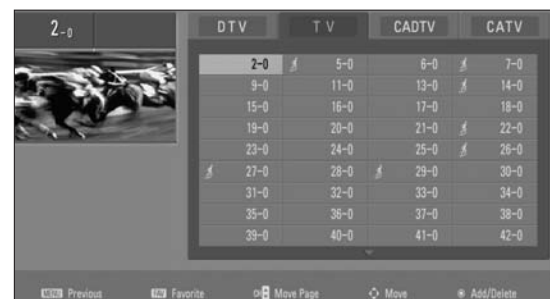 2-0
DTV TV CADTV CATV
2-0 5-0 6-0 7-0
9-0 11-0 13-0 14-0
15-0 16-0 17-0 18-0
19-0 20-0 21-0 22-0
23-0 24-0 25-0 26-0
27-0 28-0 29-0 30-0
31-0 32-0 33-0 34-0
35-0 36-0 37-0 38-0
39-0 40-0 41-0 42-0
MENU Previous FAV Favorite CH Move Page Move Add/Delete